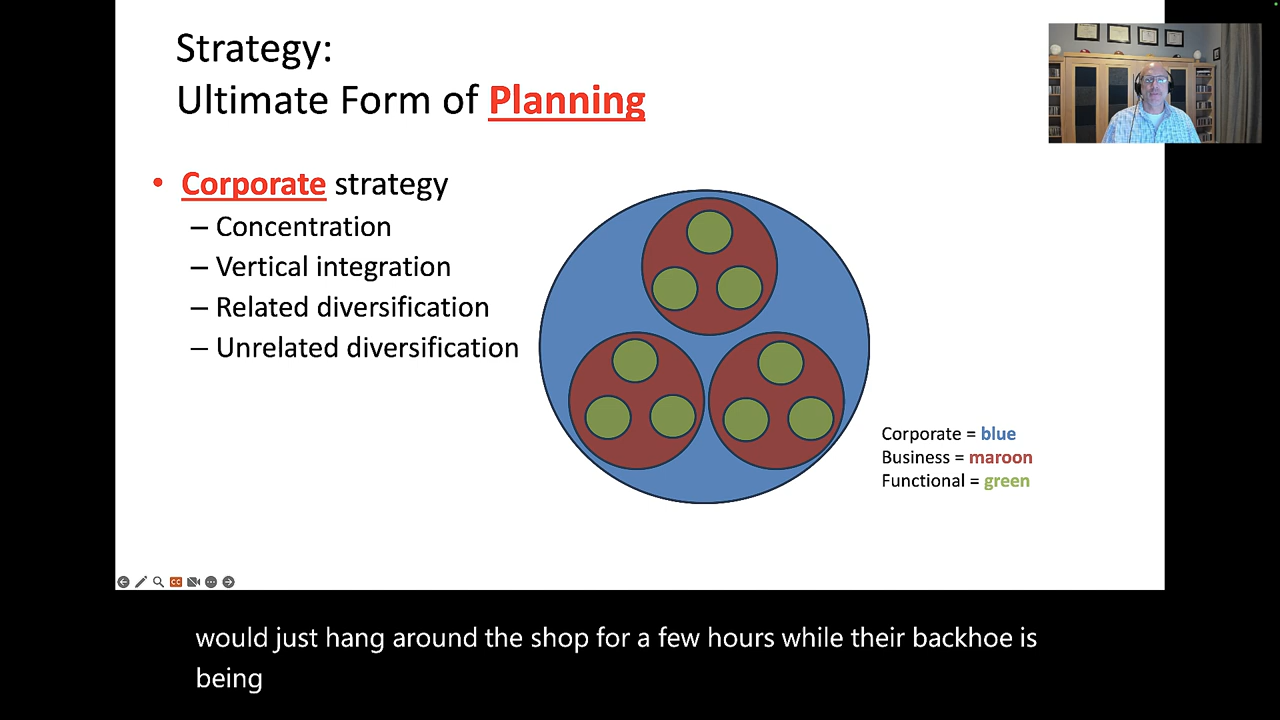 Strategy:
Ultimate Form of Planning
• Corporate strategy
– Concentration
– Vertical integration
– Related diversification
– Unrelated diversification
Corporate = blue
Business = maroon
Functional = green
CC
would just hang around the shop for a few hours while their backhoe is
being